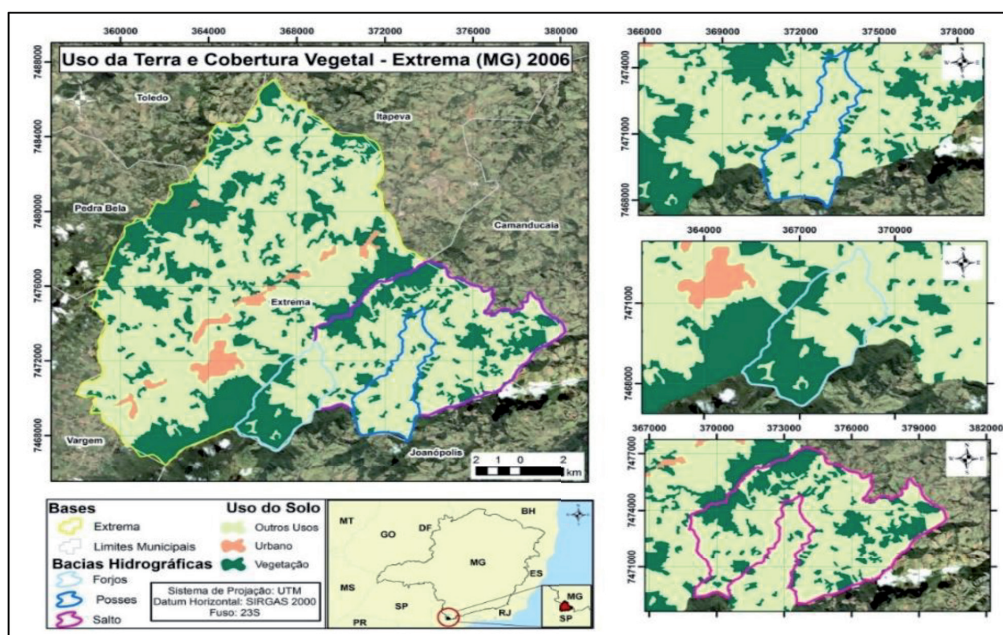 360000 364000 368000 372000 376000 380000
Uso da Terra e Cobertura Vegetal - Extrema (MG) 2006
7488000
7484000
7480000
7476000
7472000
7468000
Toledo
Itapeva
Pedra Bela
Camanducaia
Extrema
Vargem
Joanópolis
2 1 0 2
km
366000 369000 372000 375000 378000
7474000
7471000
7468000
N
W E
S
364000 367000 370000
7471000
7468000
N
W E
S
367000 370000 373000 376000 379000 382000
7477000
7474000
7471000
N
W E
S
Bases
Extrema
Limites Municipais
Bacias Hidrográficas
Forjos
Posses
Salto
Uso do Solo
Outros Usos
Urbano
Vegetação
Sistema de Projação: UTM
Datum Horizontal: SIRGAS 2000
Fuso: 23S
MT
GO
DF
BH
MG
MS
ES
SP
RJ
PR
MG
SP